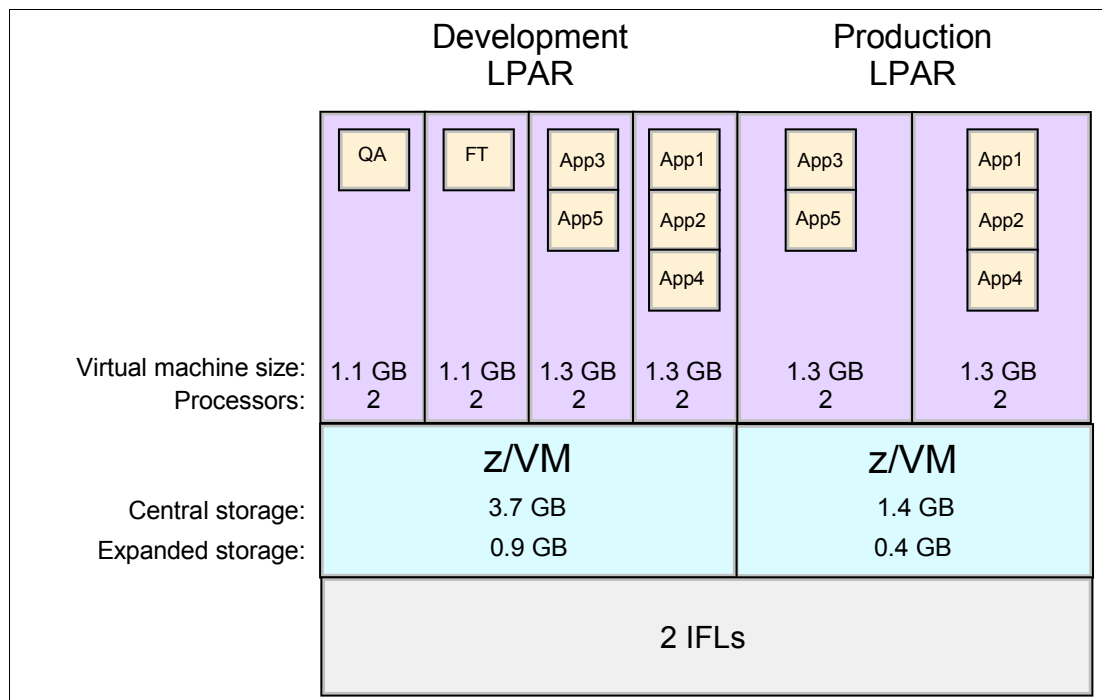 Development
LPAR
Production
LPAR
QA
FT
App3
App1
App3
App1
App5
App2
App5
App2
App4
App4
Virtual machine size: 1.1 GB 1.1 GB 1.3 GB 1.3 GB 1.3 GB 1.3 GB
Processors: 2 2 2 2 2 2
z/VM z/VM
Central storage: 3.7 GB 1.4 GB
Expanded storage: 0.9 GB 0.4 GB
2 IFLs